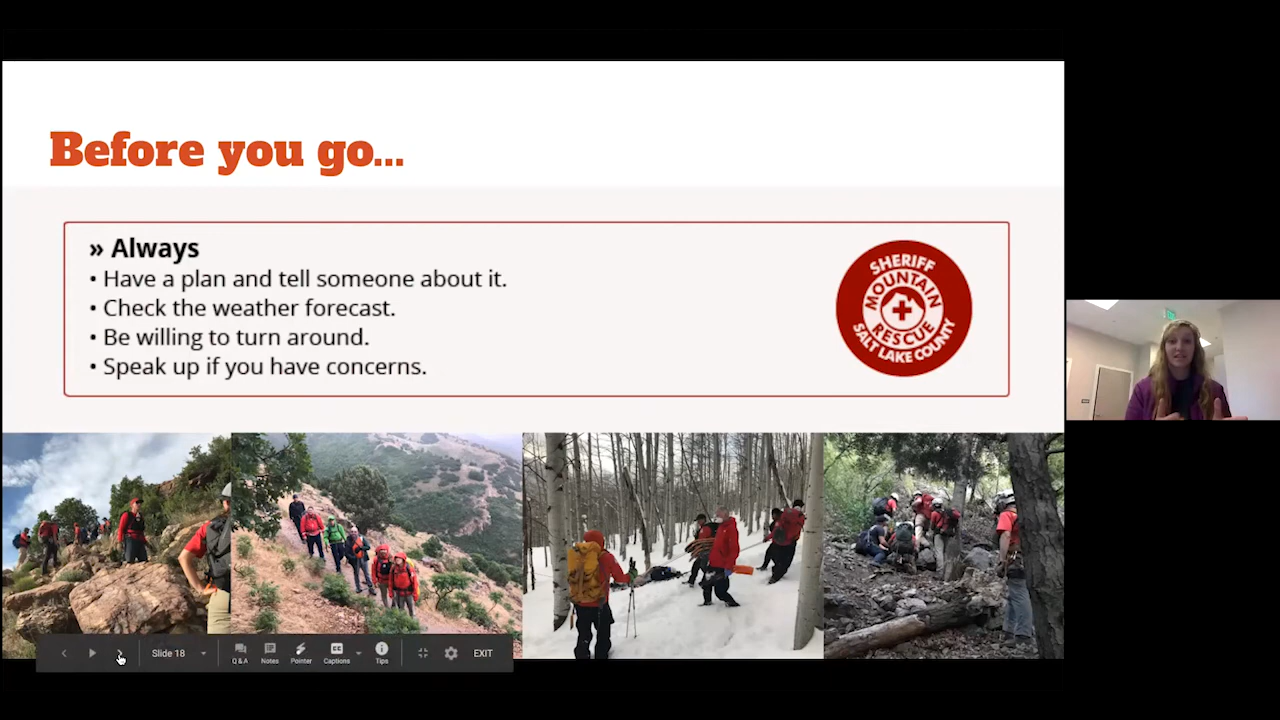 Before you go...
» Always
• Have a plan and tell someone about it.
• Check the weather forecast.
• Be willing to turn around.
• Speak up if you have concerns.
SHERIFF
MOUNTAIN
RESCUE
SALT LAKE COUNTY
Slide 18
Q & A
Notes
Pointer
Captions
Tips
EXIT